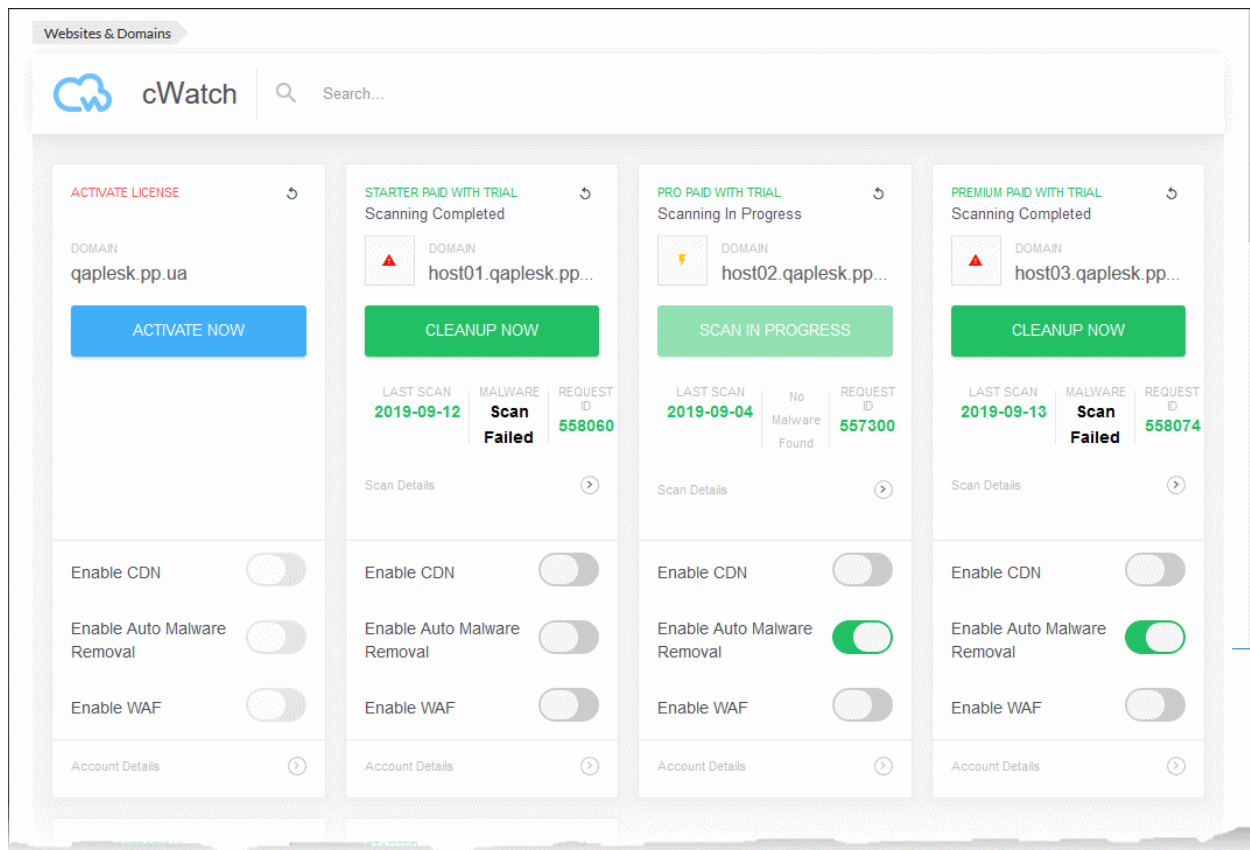 Websites & Domains
cWatch
Search...
ACTIVATE LICENSE
DOMAIN
qaplesk.pp.ua
ACTIVATE NOW
Enable CDN
Enable Auto Malware
Removal
Enable WAF
Account Details
STARTER PAID WITH TRIAL
Scanning Completed
DOMAIN
host01.qaplesk.pp...
CLEANUP NOW
LAST SCAN
2019-09-12
MALWARE
Scan
Failed
REQUEST
ID
558060
Scan Details
Enable CDN
Enable Auto Malware
Removal
Enable WAF
Account Details
PRO PAID WITH TRIAL
Scanning In Progress
DOMAIN
host02.qaplesk.pp...
SCAN IN PROGRESS
LAST SCAN
2019-09-04
No
Malware
Found
REQUEST
ID
557300
Scan Details
Enable CDN
Enable Auto Malware
Removal
Enable WAF
Account Details
PREMIUM PAID WITH TRIAL
Scanning Completed
DOMAIN
host03.qaplesk.pp...
CLEANUP NOW
LAST SCAN
2019-09-13
MALWARE
Scan
Failed
REQUEST
ID
558074
Scan Details
Enable CDN
Enable Auto Malware
Removal
Enable WAF
Account Details
STARTER